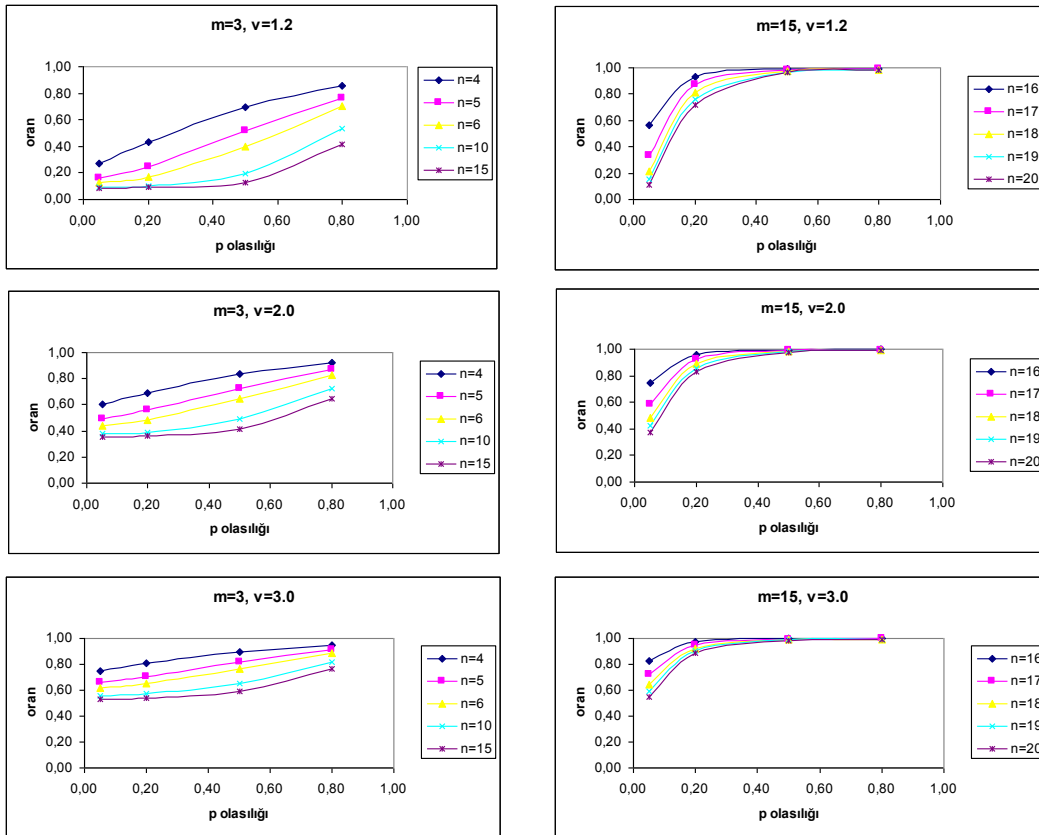 m=3, v=1.2
1,00
0,80
0,60
0,40
0,20
0,00
oran
0,00 0,20 0,40 0,60 0,80 1,00
p olasılığı
n=4
n=5
n=6
n=10
n=15
m=15, v=1.2
1,00
0,80
0,60
0,40
0,20
0,00
oran
0,00 0,20 0,40 0,60 0,80 1,00
p olasılığı
n=16
n=17
n=18
n=19
n=20
m=3, v=2.0
1,00
0,80
0,60
0,40
0,20
0,00
oran
0,00 0,20 0,40 0,60 0,80 1,00
p olasılığı
n=4
n=5
n=6
n=10
n=15
m=15, v=2.0
1,00
0,80
0,60
0,40
0,20
0,00
oran
0,00 0,20 0,40 0,60 0,80 1,00
p olasılığı
n=16
n=17
n=18
n=19
n=20
m=3, v=3.0
1,00
0,80
0,60
0,40
0,20
0,00
oran
0,00 0,20 0,40 0,60 0,80 1,00
p olasılığı
n=4
n=5
n=6
n=10
n=15
m=15, v=3.0
1,00
0,80
0,60
0,40
0,20
0,00
oran
0,00 0,20 0,40 0,60 0,80 1,00
p olasılığı
n=16
n=17
n=18
n=19
n=20